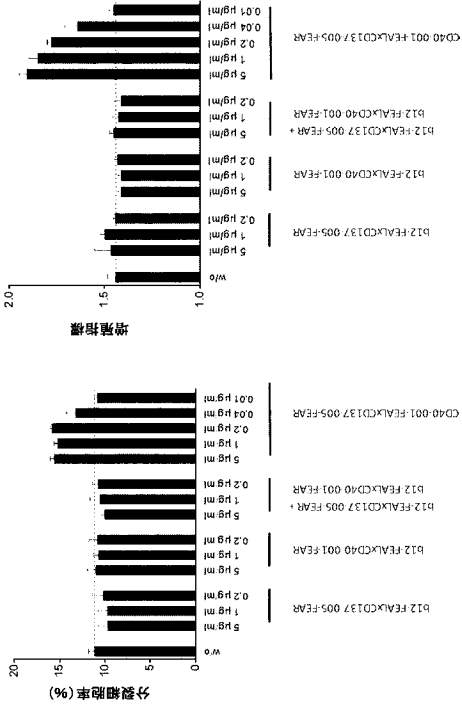 分裂細胞率(%)
20
15
10
5
0
w/o
5 µg/ml
1 µg/ml
0.2 µg/ml
5 µg/ml
1 µg/ml
0.2 µg/ml
5 µg/ml
1 µg/ml
0.2 µg/ml
5 µg/ml
1 µg/ml
0.2 µg/ml
0.04 µg/ml
0.01 µg/ml
b12-FEALxCD137-005-FEAR
b12-FEALxCD40-001-FEAR
b12-FEALxCD137-005-FEAR+
b12-FEALxCD40-001-FEAR
CD40-001-FEALxCD137-005-FEAR
增殖指標
2.0
1.5
1.0
w/o
5 µg/ml
1 µg/ml
0.2 µg/ml
5 µg/ml
1 µg/ml
0.2 µg/ml
5 µg/ml
1 µg/ml
0.2 µg/ml
5 µg/ml
1 µg/ml
0.2 µg/ml
0.04 µg/ml
0.01 µg/ml
b12-FEALxCD137-005-FEAR
b12-FEALxCD40-001-FEAR
b12-FEALxCD137-005-FEAR+
b12-FEALxCD40-001-FEAR
CD40-001-FEALxCD137-005-FEAR